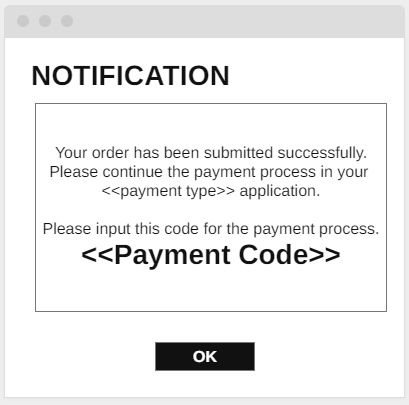 NOTIFICATION
Your order has been submitted successfully.
Please continue the payment process in your
<<payment type>> application.
Please input this code for the payment process.
<<Payment Code>>
OK